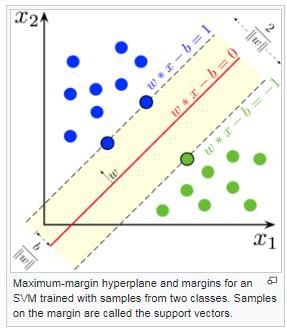 x₂
w * x − b = 1
2
‖w‖
w * x − b = 0
w * x − b = −1
w
b
‖w‖
x₁
Maximum-margin hyperplane and margins for an
SVM trained with samples from two classes. Samples
on the margin are called the support vectors.